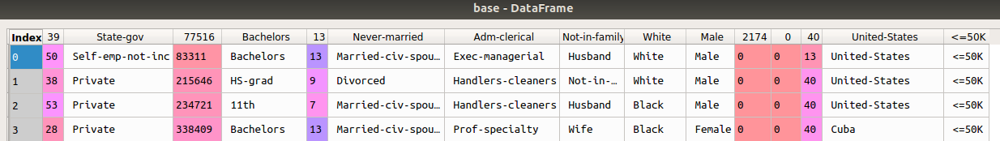 base - DataFrame
Index 39 State-gov 77516 Bachelors 13 Never-married Adm-clerical Not-in-family White Male 2174 0 40 United-States <=50K
0 50 Self-emp-not-inc 83311 Bachelors 13 Married-civ-spou... Exec-managerial Husband White Male 0 0 13 United-States <=50K
1 38 Private 215646 HS-grad 9 Divorced Handlers-cleaners Not-in-... White Male 0 0 40 United-States <=50K
2 53 Private 234721 11th 7 Married-civ-spou... Handlers-cleaners Husband Black Male 0 0 40 United-States <=50K
3 28 Private 338409 Bachelors 13 Married-civ-spou... Prof-specialty Wife Black Female 0 0 40 Cuba <=50K